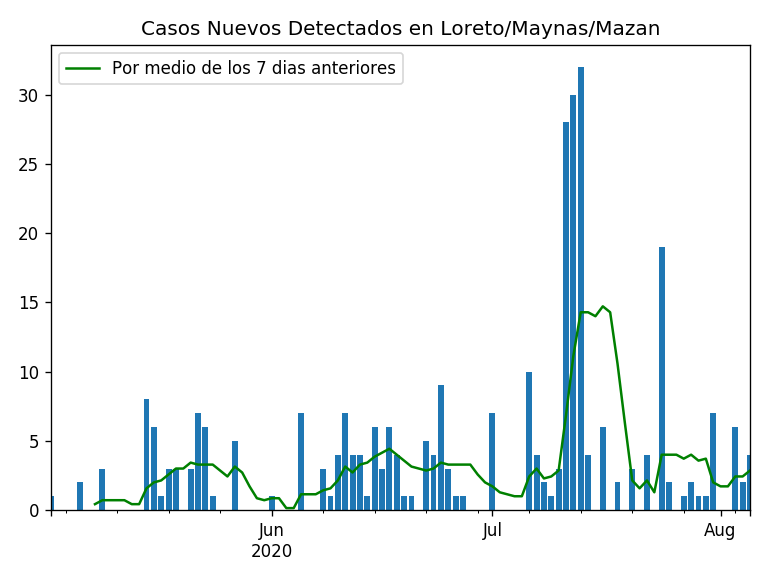 Casos Nuevos Detectados en Loreto/Maynas/Mazan
Por medio de los 7 dias anteriores
30
25
20
15
10
5
0
Jun
2020
Jul
Aug